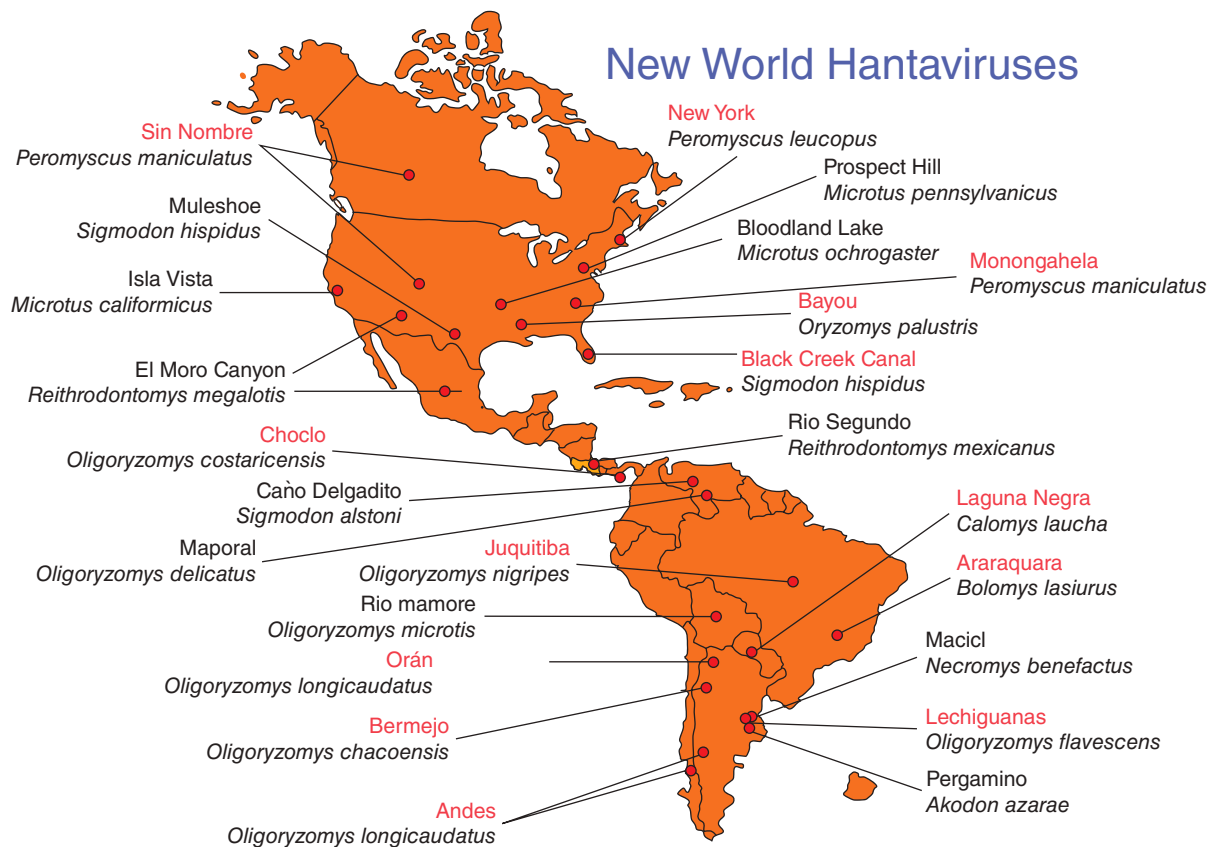 New World Hantaviruses
Sin Nombre
Peromyscus maniculatus
Muleshoe
Sigmodon hispidus
Isla Vista
Microtus califormicus
El Moro Canyon
Reithrodontomys megalotis
Choclo
Oligoryzomys costaricensis
Caǹo Delgadito
Sigmodon alstoni
Maporal
Oligoryzomys delicatus
Juquitiba
Oligoryzomys nigripes
Rio mamore
Oligoryzomys microtis
Orán
Oligoryzomys longicaudatus
Bermejo
Oligoryzomys chacoensis
Andes
Oligoryzomys longicaudatus
New York
Peromyscus leucopus
Prospect Hill
Microtus pennsylvanicus
Bloodland Lake
Microtus ochrogaster
Monongahela
Peromyscus maniculatus
Bayou
Oryzomys palustris
Black Creek Canal
Sigmodon hispidus
Rio Segundo
Reithrodontomys mexicanus
Laguna Negra
Calomys laucha
Araraquara
Bolomys lasiurus
Macicl
Necromys benefactus
Lechiguanas
Oligoryzomys flavescens
Pergamino
Akodon azarae